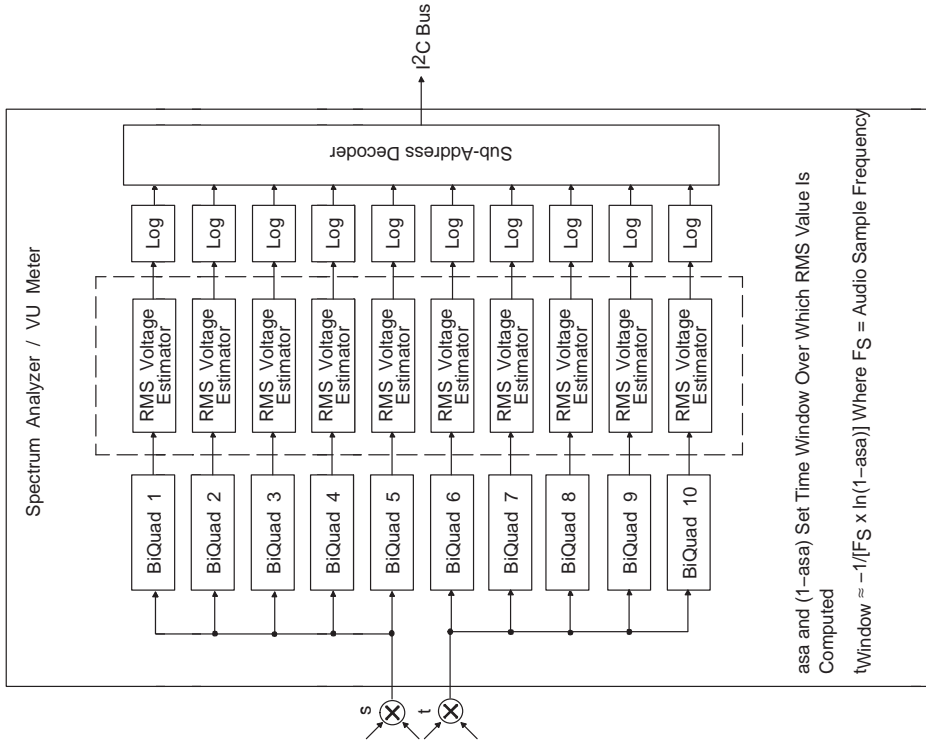 Spectrum Analyzer / VU Meter
s
t
BiQuad 1
RMS Voltage
Estimator
Log
BiQuad 2
RMS Voltage
Estimator
Log
BiQuad 3
RMS Voltage
Estimator
Log
BiQuad 4
RMS Voltage
Estimator
Log
BiQuad 5
RMS Voltage
Estimator
Log
BiQuad 6
RMS Voltage
Estimator
Log
BiQuad 7
RMS Voltage
Estimator
Log
BiQuad 8
RMS Voltage
Estimator
Log
BiQuad 9
RMS Voltage
Estimator
Log
BiQuad 10
RMS Voltage
Estimator
Log
Sub-Address Decoder
I2C Bus
asa and (1–asa) Set Time Window Over Which RMS Value Is
Computed
tWindow ≈ –1/[FS x ln(1–asa)] Where FS = Audio Sample Frequency